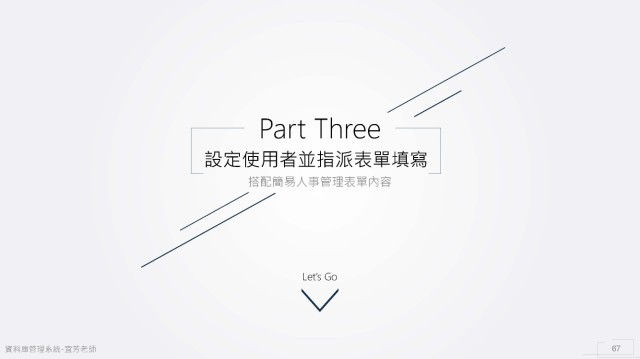 Part Three
設定使用者並指派表單填寫
搭配簡易人事管理表單內容
Let's Go
資料庫管理系統-宜芳老師
67